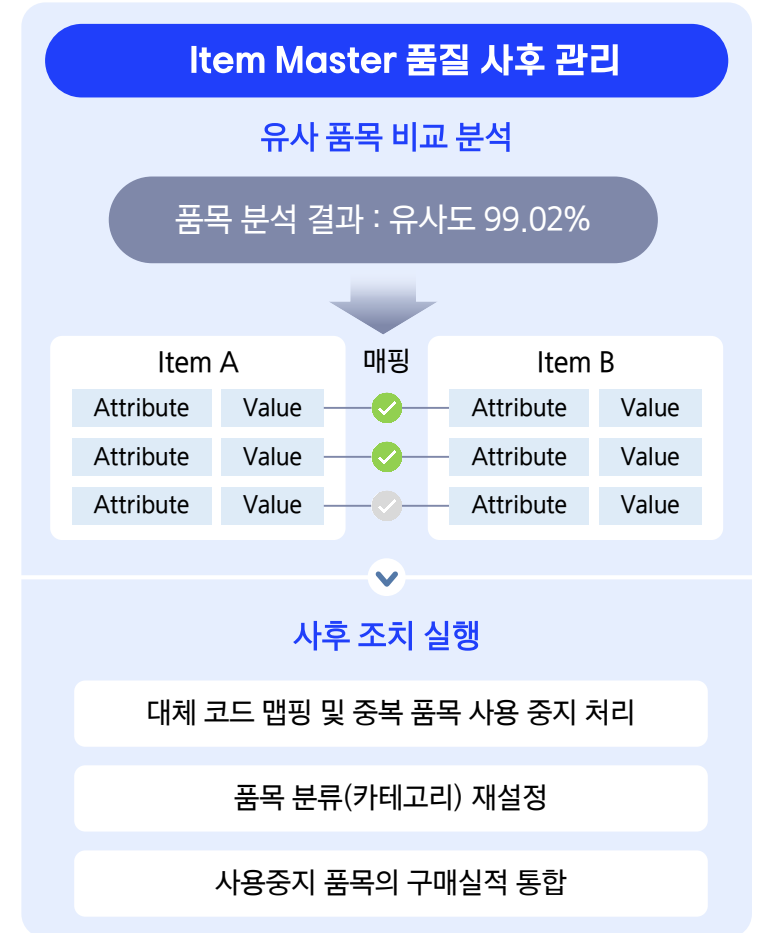 Item Master 품질 사후 관리
유사 품목 비교 분석
품목 분석 결과 : 유사도 99.02%
Item A 매핑 Item B
Attribute Value Attribute Value
Attribute Value Attribute Value
Attribute Value Attribute Value
사후 조치 실행
대체 코드 맵핑 및 중복 품목 사용 중지 처리
품목 분류(카테고리) 재설정
사용중지 품목의 구매실적 통합